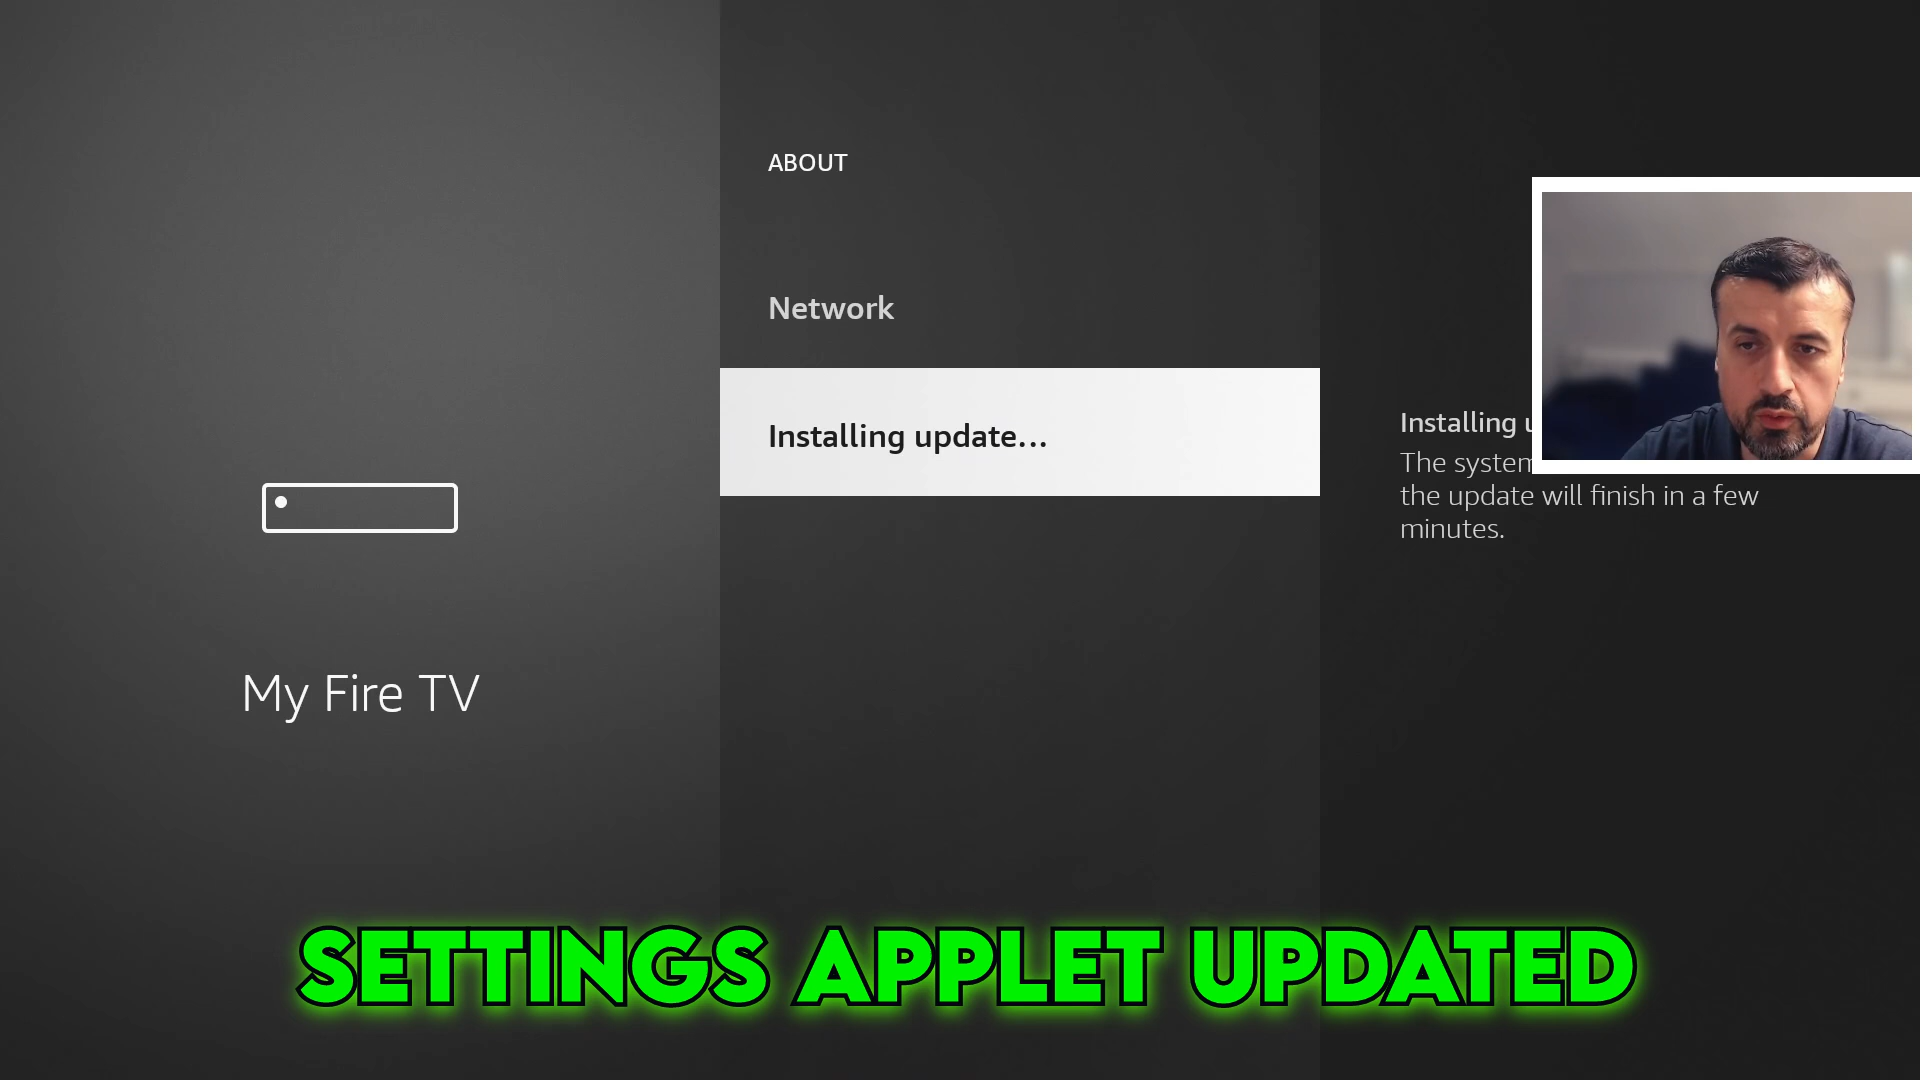 ABOUT
Network
Installing update...
My Fire TV
Installing
The system
the update will finish in a few
minutes.
SETTINGS APPLET UPDATED